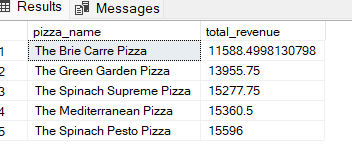 Results Messages
pizza_name total_revenue
1 The Brie Carre Pizza 11588.4998130798
2 The Green Garden Pizza 13955.75
3 The Spinach Supreme Pizza 15277.75
4 The Mediterranean Pizza 15360.5
5 The Spinach Pesto Pizza 15596